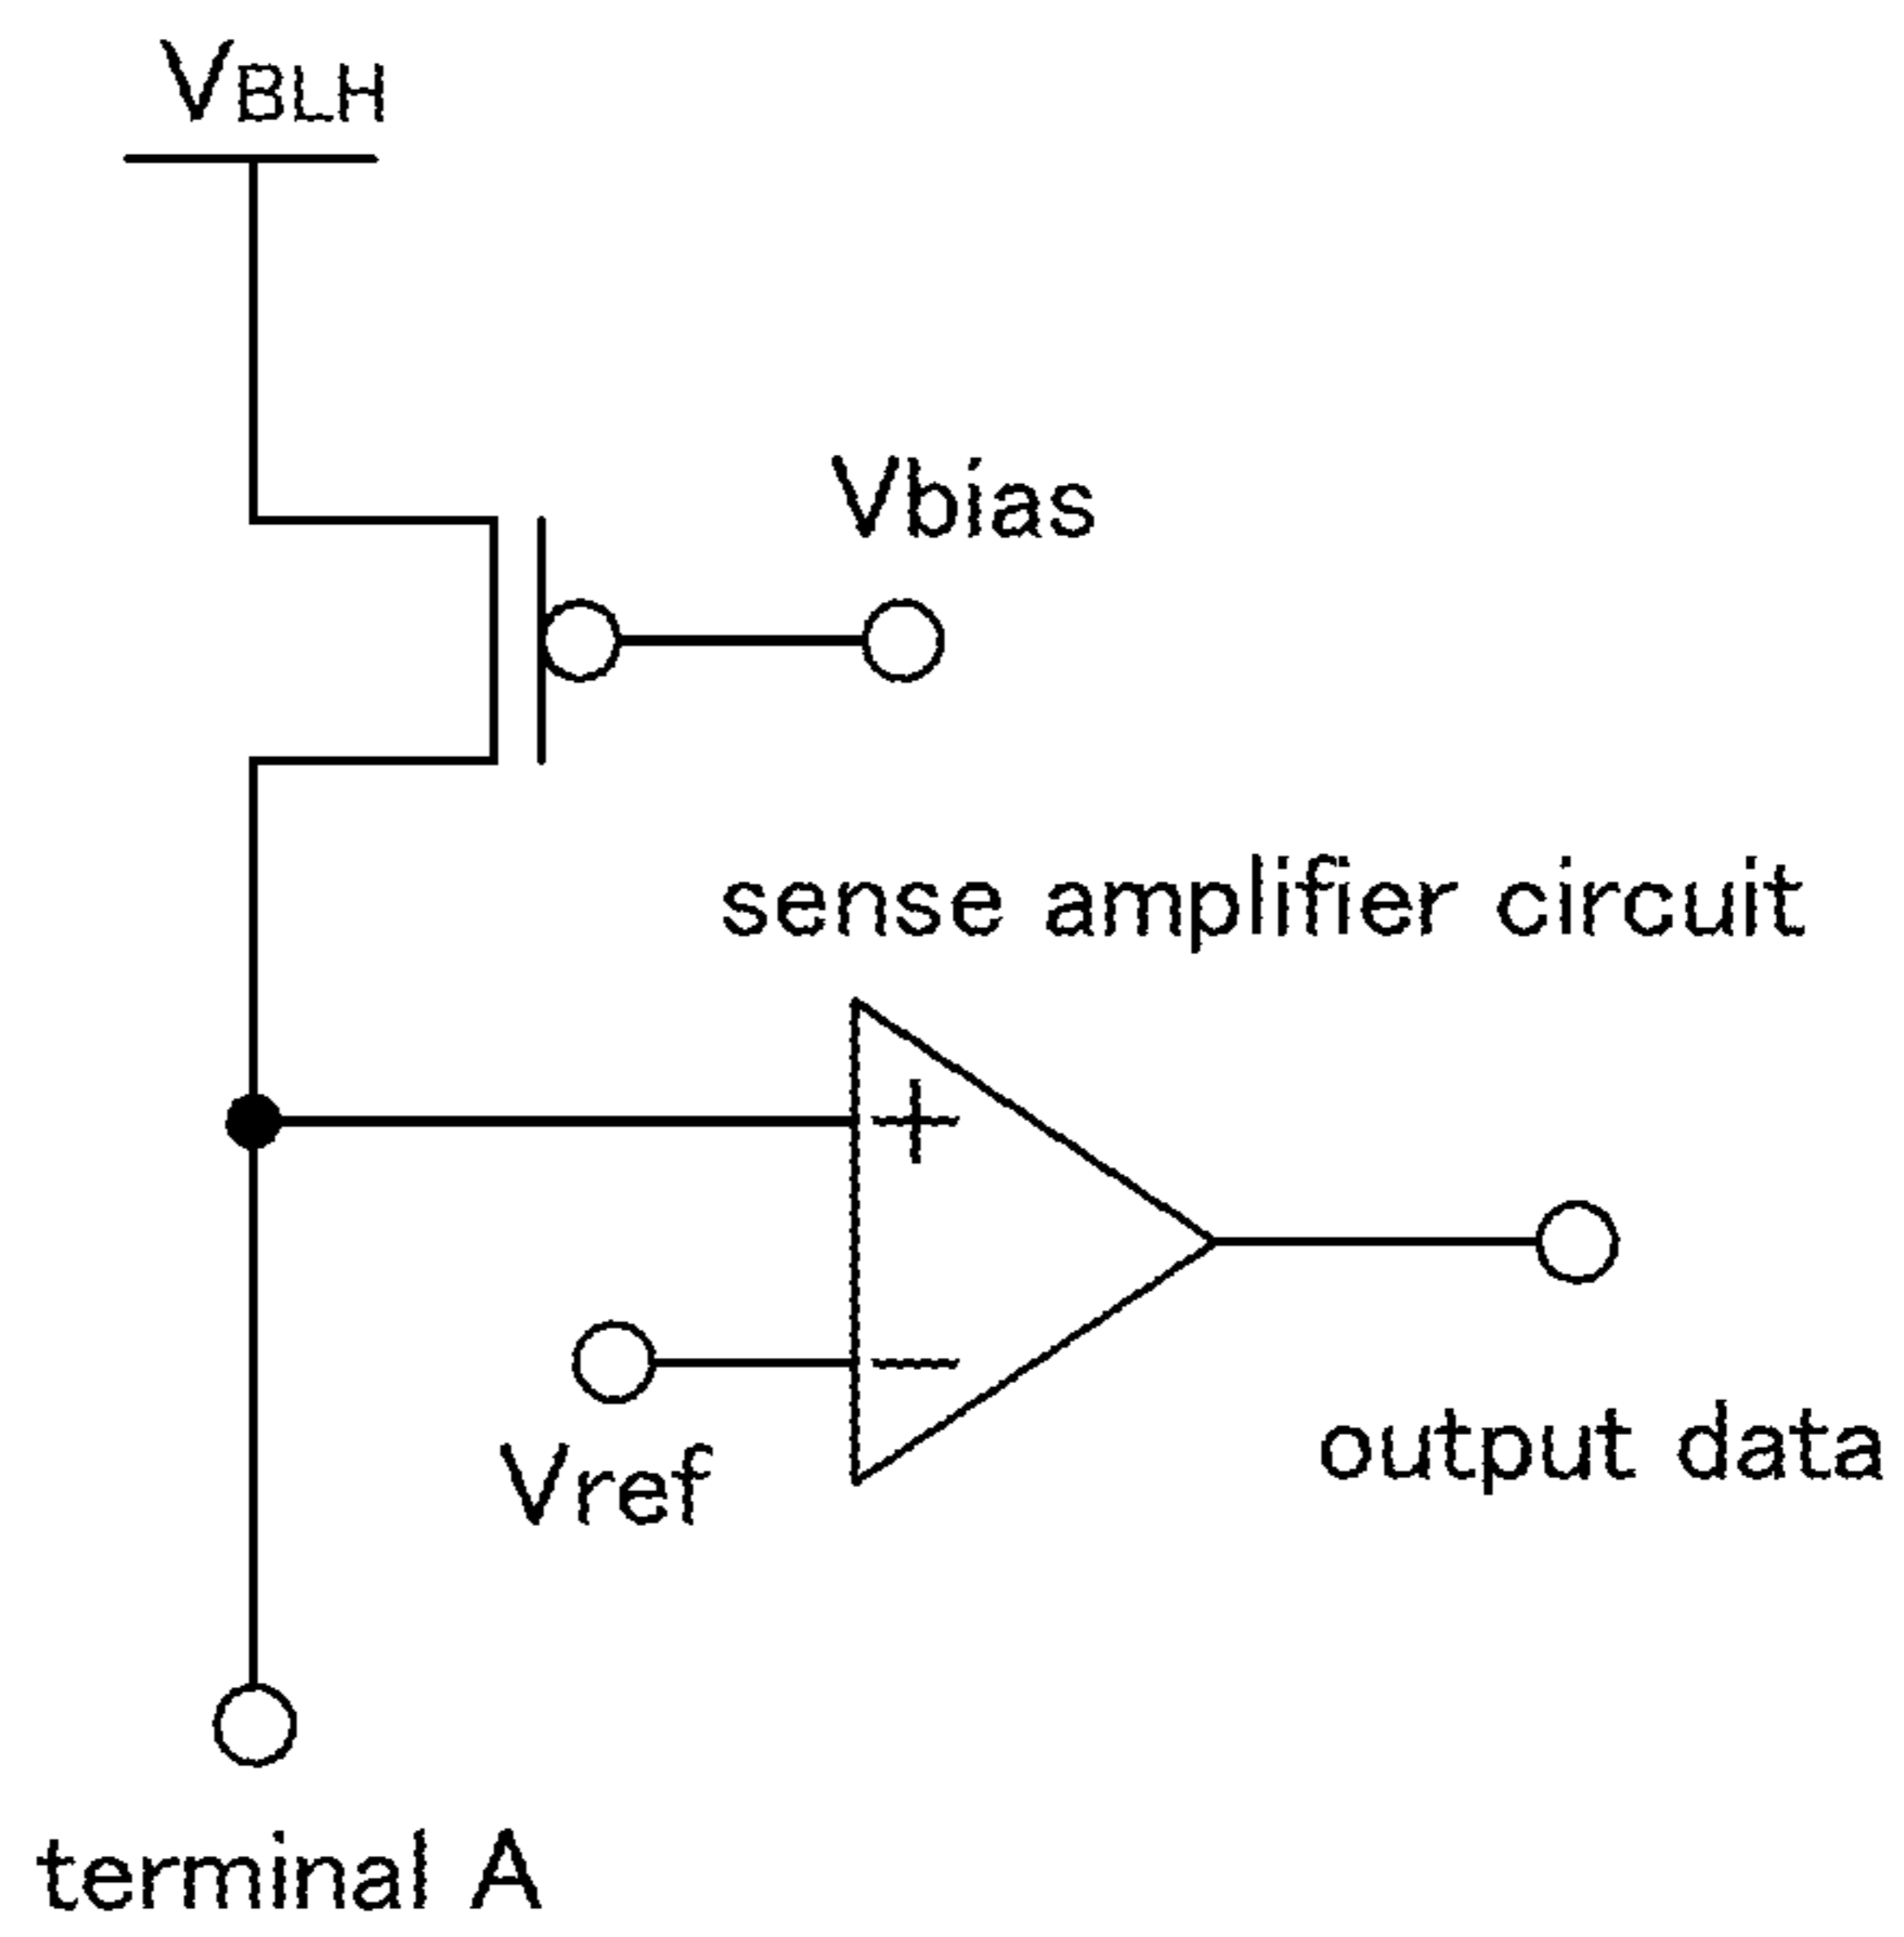 VBLH
Vbias
sense amplifier circuit
+
−
Vref
output data
terminal A